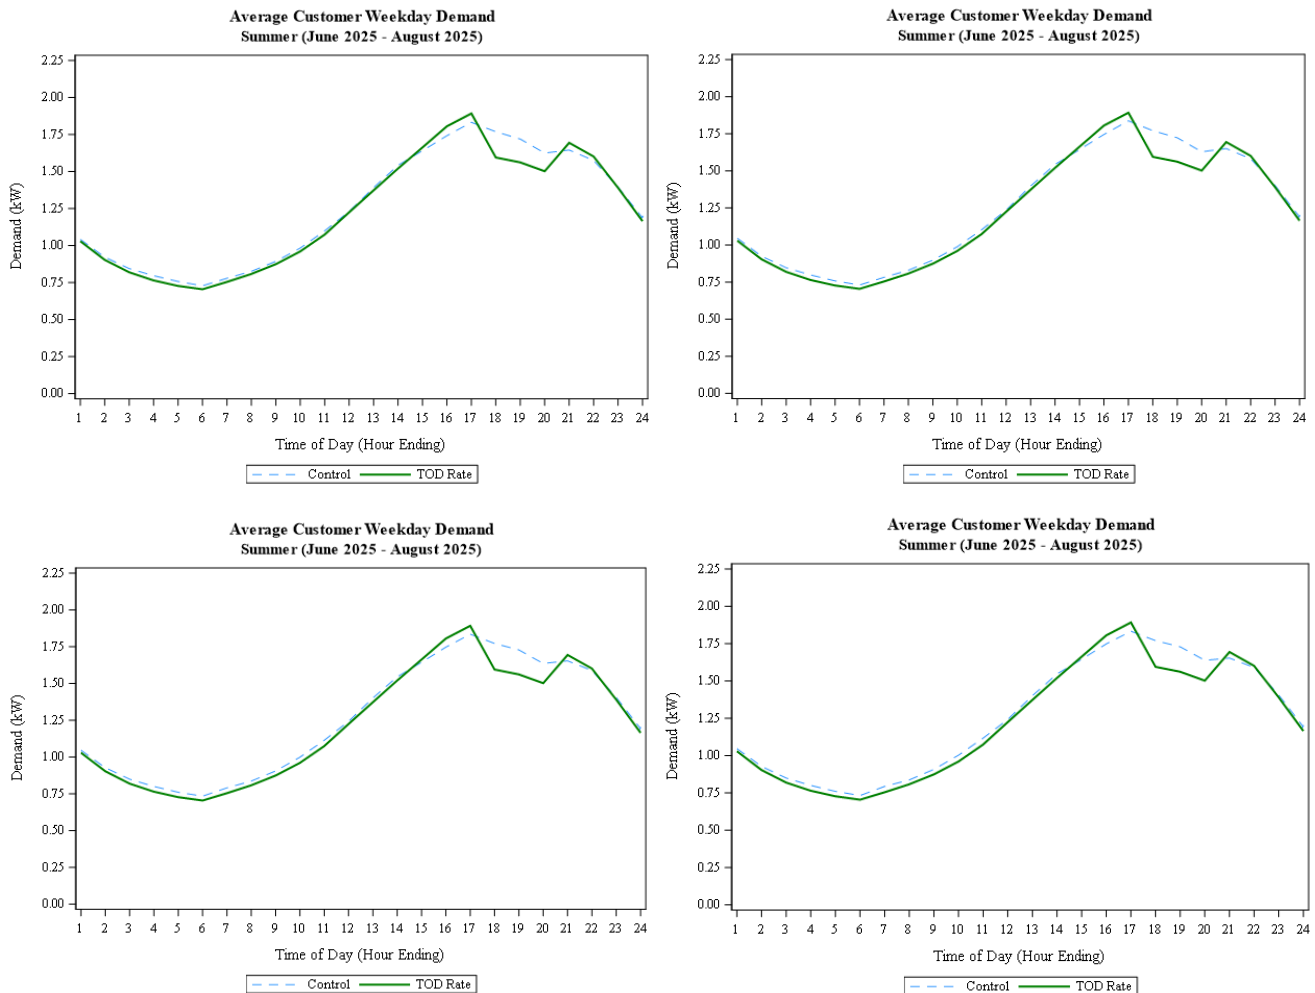 Average Customer Weekday Demand
Summer (June 2025 - August 2025)
2.25
2.00
1.75
1.50
1.25
1.00
0.75
0.50
0.25
0.00
Demand (kW)
1 2 3 4 5 6 7 8 9 10 11 12 13 14 15 16 17 18 19 20 21 22 23 24
Time of Day (Hour Ending)
Control TOD Rate
Average Customer Weekday Demand
Summer (June 2025 - August 2025)
2.25
2.00
1.75
1.50
1.25
1.00
0.75
0.50
0.25
0.00
Demand (kW)
1 2 3 4 5 6 7 8 9 10 11 12 13 14 15 16 17 18 19 20 21 22 23 24
Time of Day (Hour Ending)
Control TOD Rate
Average Customer Weekday Demand
Summer (June 2025 - August 2025)
2.25
2.00
1.75
1.50
1.25
1.00
0.75
0.50
0.25
0.00
Demand (kW)
1 2 3 4 5 6 7 8 9 10 11 12 13 14 15 16 17 18 19 20 21 22 23 24
Time of Day (Hour Ending)
Control TOD Rate
Average Customer Weekday Demand
Summer (June 2025 - August 2025)
2.25
2.00
1.75
1.50
1.25
1.00
0.75
0.50
0.25
0.00
Demand (kW)
1 2 3 4 5 6 7 8 9 10 11 12 13 14 15 16 17 18 19 20 21 22 23 24
Time of Day (Hour Ending)
Control TOD Rate